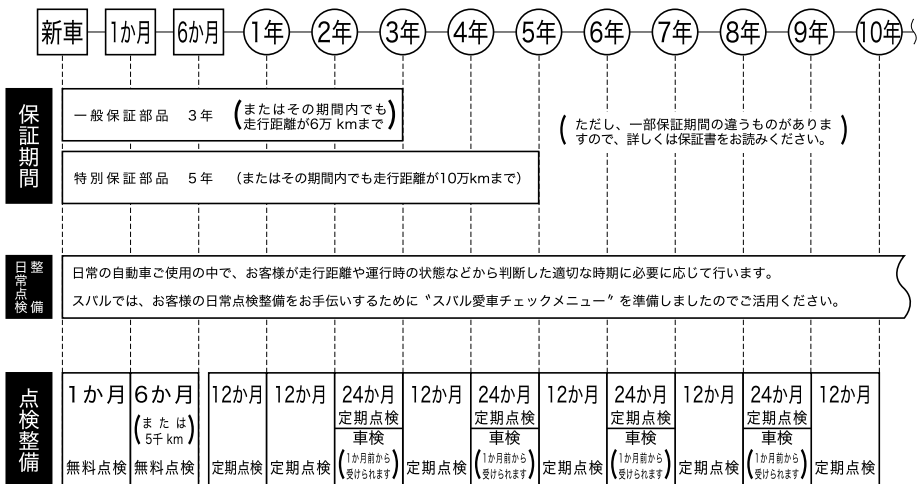 新車 1か月 6か月 1年 2年 3年 4年 5年 6年 7年 8年 9年 10年
保証期間
一般保証部品 3年 (またはその期間内でも
走行距離が6万kmまで)
(ただし、一部保証期間の違うものがありま
すので、詳しくは保証書をお読みください。)
特別保証部品 5年 (またはその期間内でも走行距離が10万kmまで)
日常点検
整備
日常の自動車ご使用の中で、お客様が走行距離や運行時の状態などから判断した適切な時期に必要に応じて行います。
スバルでは、お客様の日常点検整備をお手伝いするために〝スバル愛車チェックメニュー〞を準備しましたのでご活用ください。
点検整備
1か月
無料点検
6か月
(または
5千km)
無料点検
12か月
定期点検
12か月
定期点検
24か月
定期点検
車検
(1か月前から
受けられます)
12か月
定期点検
24か月
定期点検
車検
(1か月前から
受けられます)
12か月
定期点検
24か月
定期点検
車検
(1か月前から
受けられます)
12か月
定期点検
24か月
定期点検
車検
(1か月前から
受けられます)
12か月
定期点検